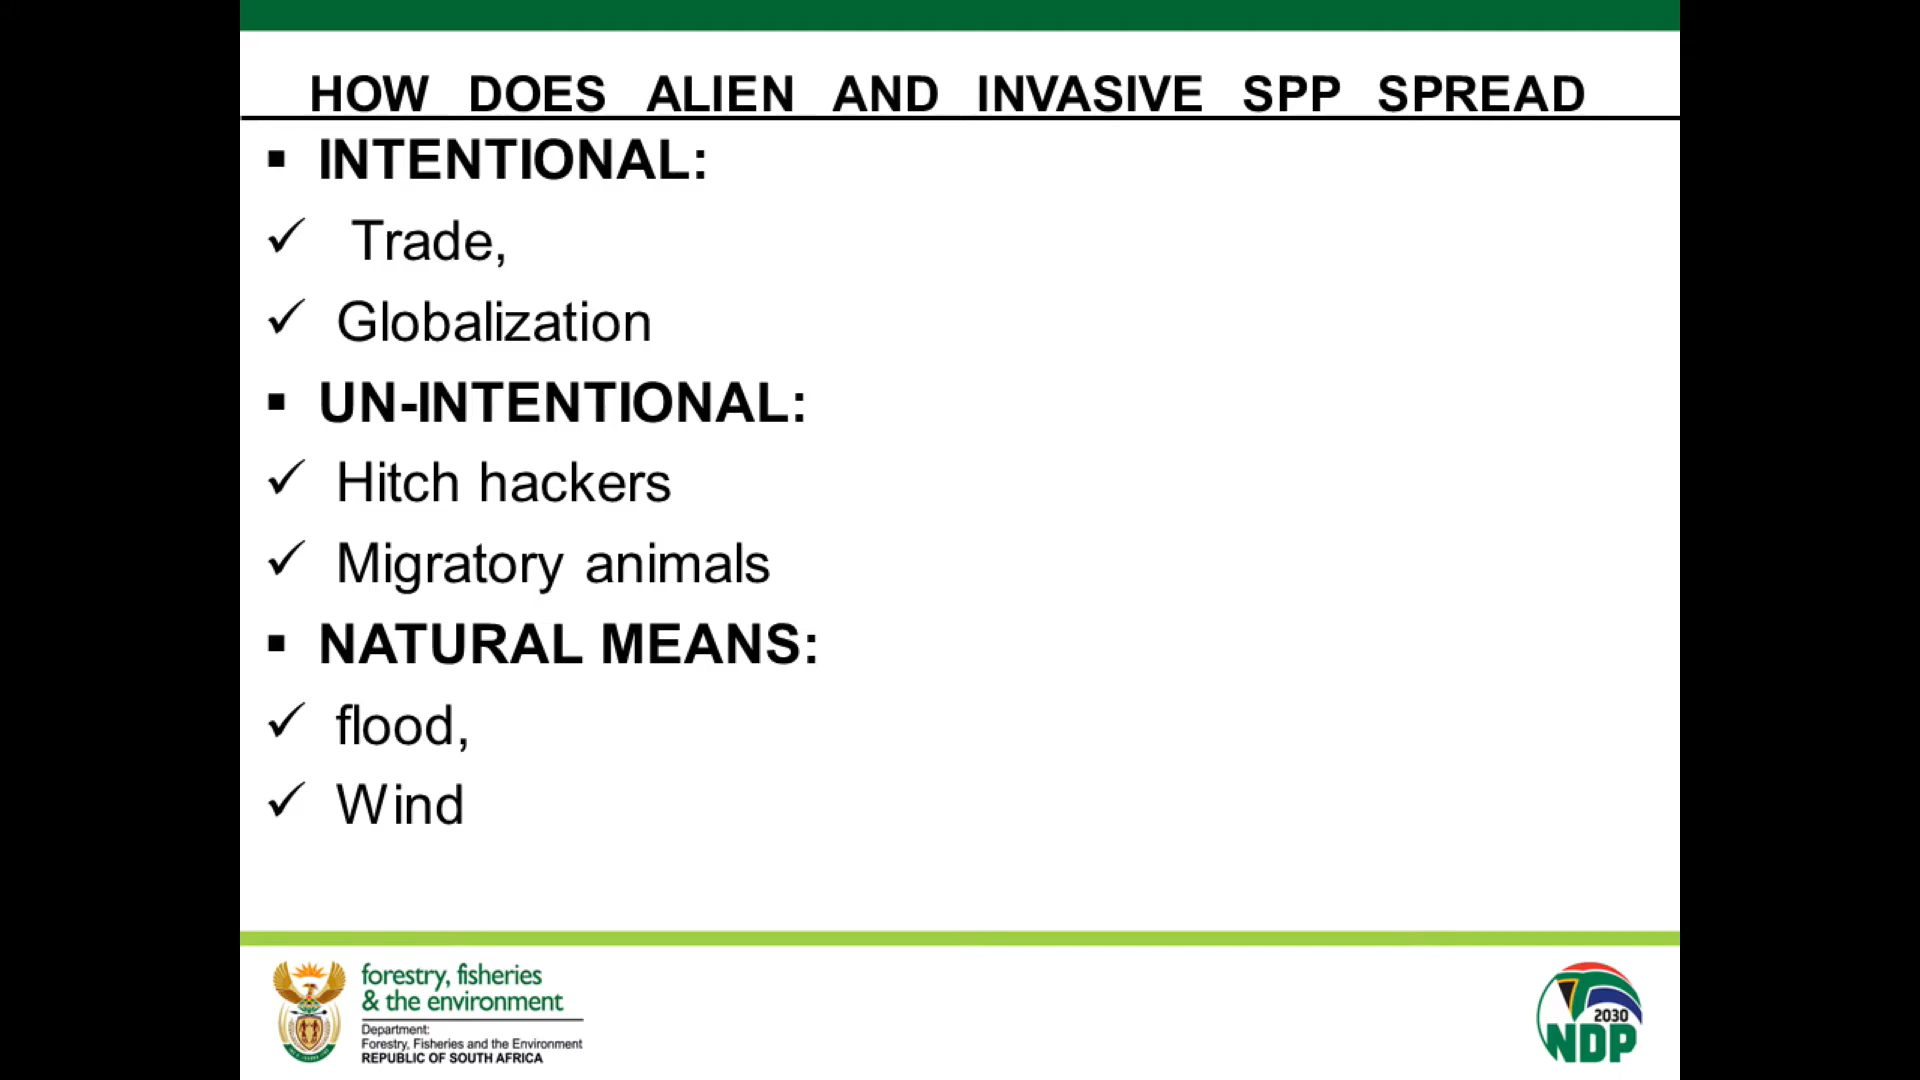 HOW DOES ALIEN AND INVASIVE SPP SPREAD
▪ INTENTIONAL:
✓ Trade,
✓ Globalization
▪ UN-INTENTIONAL:
✓ Hitch hackers
✓ Migratory animals
▪ NATURAL MEANS:
✓ flood,
✓ Wind
forestry, fisheries
& the environment
Department:
Forestry, Fisheries and the Environment
REPUBLIC OF SOUTH AFRICA
2030
NDP